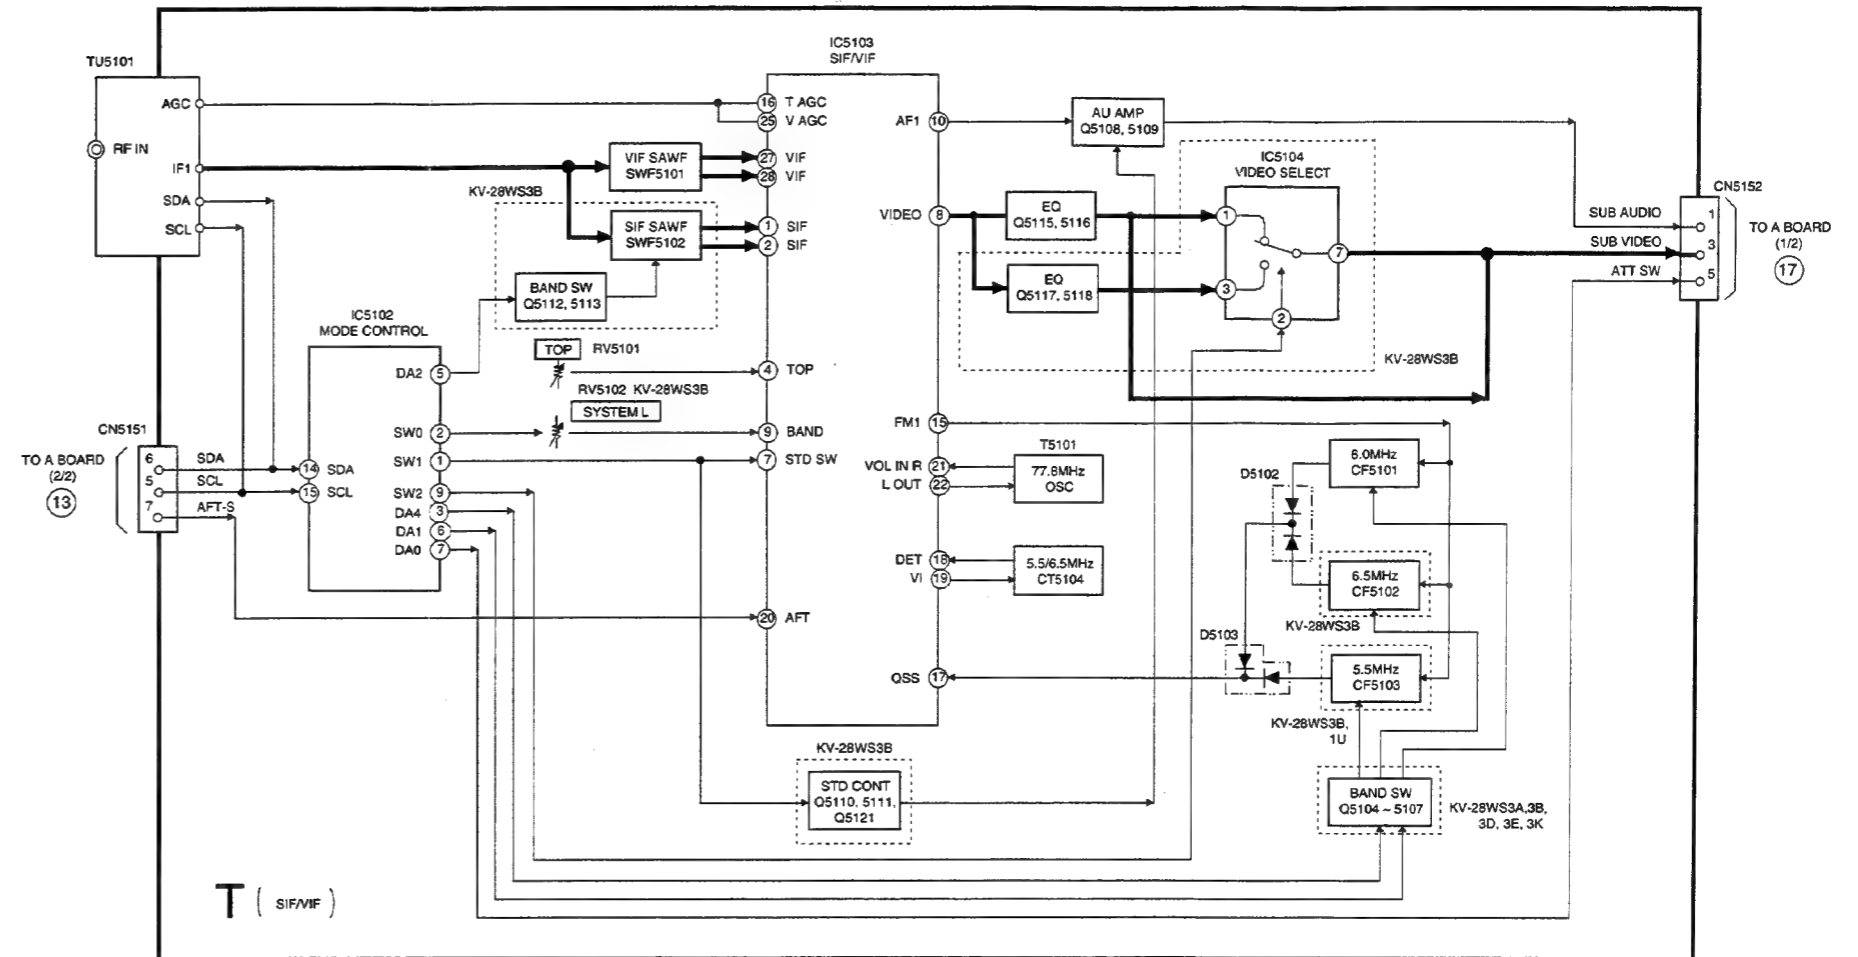 TU5101
AGC
RF IN
IF1
SDA
SCL
IC5103
SIF/VIF
16 T AGC
25 V AGC
27 VIF
28 VIF
1 SIF
2 SIF
4 TOP
9 BAND
7 STD SW
20 AFT
AF1 10
VIDEO 8
FM1 15
VOL IN R 21
L OUT 22
DET 18
VI 19
QSS 17
VIF SAWF
SWF5101
KV-28WS3B
SIF SAWF
SWF5102
BAND SW
Q5112, 5113
TOP RV5101
RV5102 KV-28WS3B
SYSTEM L
IC5102
MODE CONTROL
DA2 5
SW0 2
SW1 1
SW2 9
DA4 3
DA1 6
DA0 7
14 SDA
15 SCL
CN5151
TO A BOARD
(2/2)
13
6 SDA
5 SCL
7 AFT-S
AU AMP
Q5108, 5109
IC5104
VIDEO SELECT
1
3
2
7
EQ
Q5115, 5116
EQ
Q5117, 5118
KV-28WS3B
CN5152
SUB AUDIO 1
SUB VIDEO 3
ATT SW 5
TO A BOARD
(1/2)
17
T5101
77.8MHz
OSC
5.5/6.5MHz
CT5104
D5102
6.0MHz
CF5101
6.5MHz
CF5102
KV-28WS3B
D5103
5.5MHz
CF5103
KV-28WS3B,
1U
BAND SW
Q5104 ~ 5107
KV-28WS3A,3B,
3D, 3E, 3K
KV-28WS3B
STD CONT
Q5110, 5111,
Q5121
T ( SIF/VIF )